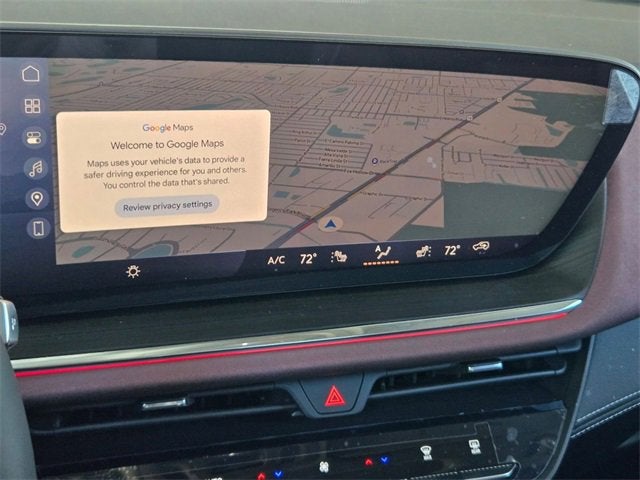 Google Maps
Welcome to Google Maps
Maps uses your vehicle's data to provide a
safer driving experience for you and others.
You control the data that's shared.
Review privacy settings
A/C 72° A 72°